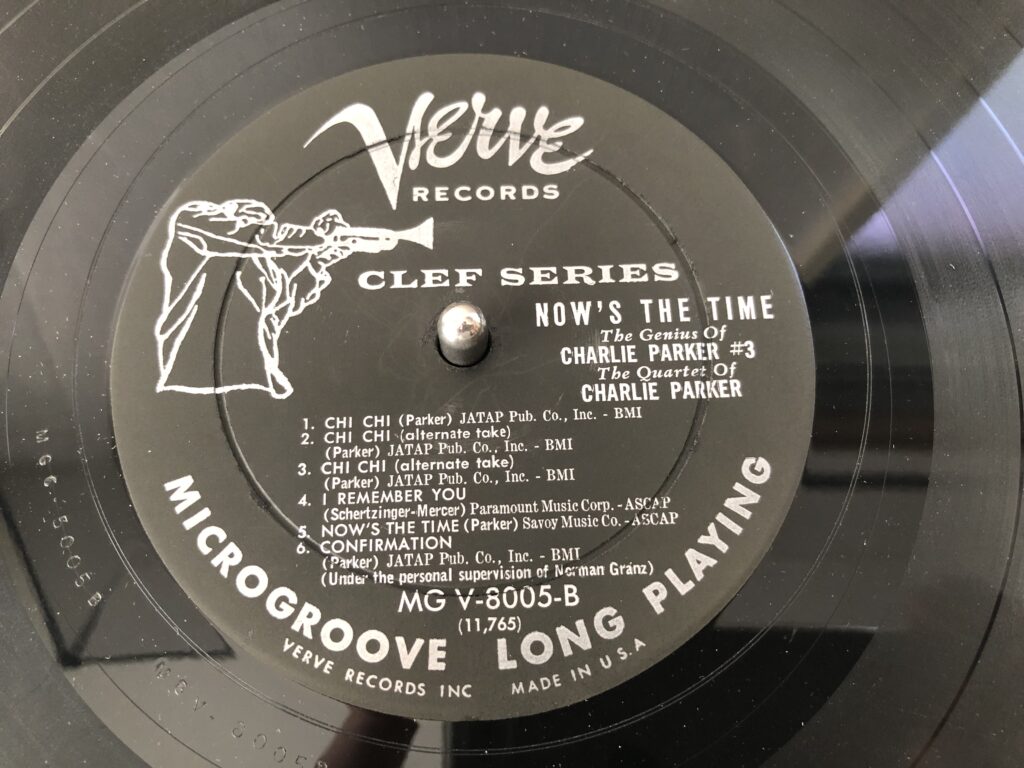 Verve
RECORDS
CLEF SERIES
NOW'S THE TIME
The Genius Of
CHARLIE PARKER #3
The Quartet Of
CHARLIE PARKER
1. CHI CHI (Parker) JATAP Pub. Co., Inc. - BMI
2. CHI CHI (alternate take)
(Parker) JATAP Pub. Co., Inc. - BMI
3. CHI CHI (alternate take)
(Parker) JATAP Pub. Co., Inc. - BMI
4. I REMEMBER YOU
(Schertzinger-Mercer) Paramount Music Corp. - ASCAP
5. NOW'S THE TIME (Parker) Savoy Music Co. - ASCAP
6. CONFIRMATION
(Parker) JATAP Pub. Co., Inc. - BMI
(Under the personal supervision of Norman Granz)
MG V-8005-B
(11,765)
MICROGROOVE LONG PLAYING
VERVE RECORDS INC MADE IN U.S.A